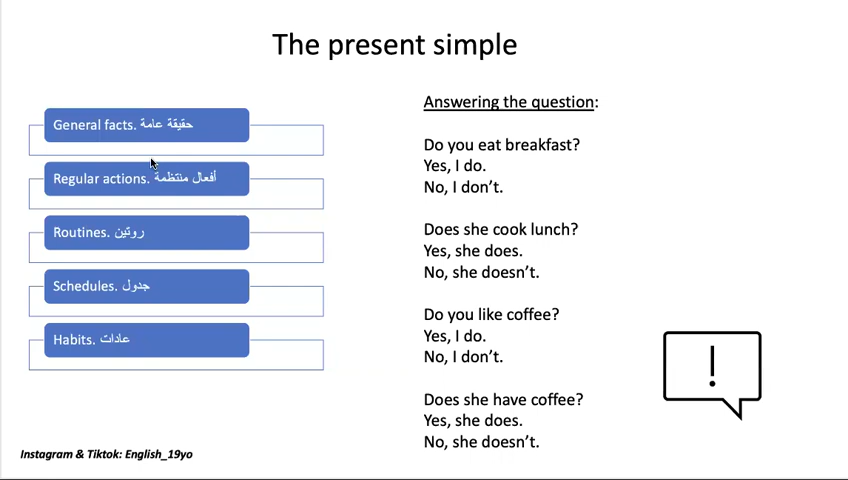 The present simple
General facts. حقيقة عامة
Regular actions. أفعال منتظمة
Routines. روتين
Schedules. جدول
Habits. عادات
Answering the question:
Do you eat breakfast?
Yes, I do.
No, I don’t.
Does she cook lunch?
Yes, she does.
No, she doesn’t.
Do you like coffee?
Yes, I do.
No, I don’t.
Does she have coffee?
Yes, she does.
No, she doesn’t.
!
Instagram & Tiktok: English_19yo